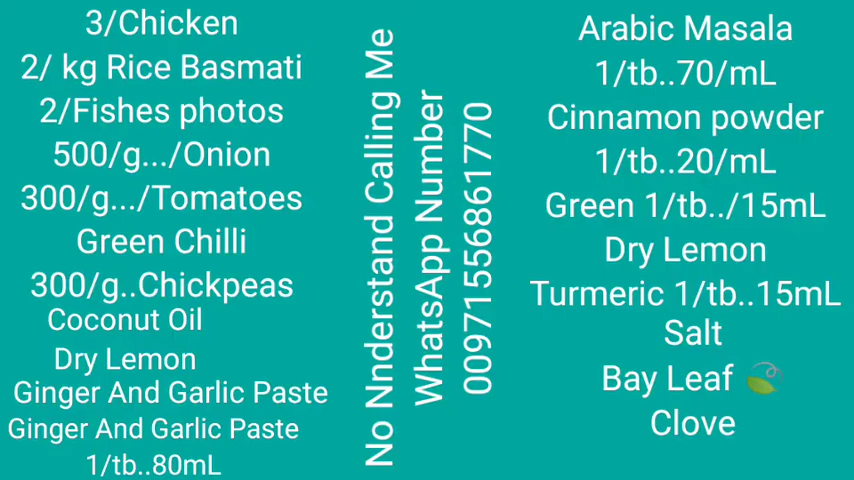 3/Chicken
2/ kg Rice Basmati
2/Fishes photos
500/g.../Onion
300/g.../Tomatoes
Green Chilli
300/g..Chickpeas
Coconut Oil
Dry Lemon
Ginger And Garlic Paste
Ginger And Garlic Paste
1/tb..80mL
No Nnderstand Calling Me
WhatsApp Number
00971556861770
Arabic Masala
1/tb..70/mL
Cinnamon powder
1/tb..20/mL
Green 1/tb../15mL
Dry Lemon
Turmeric 1/tb..15mL
Salt
Bay Leaf
Clove